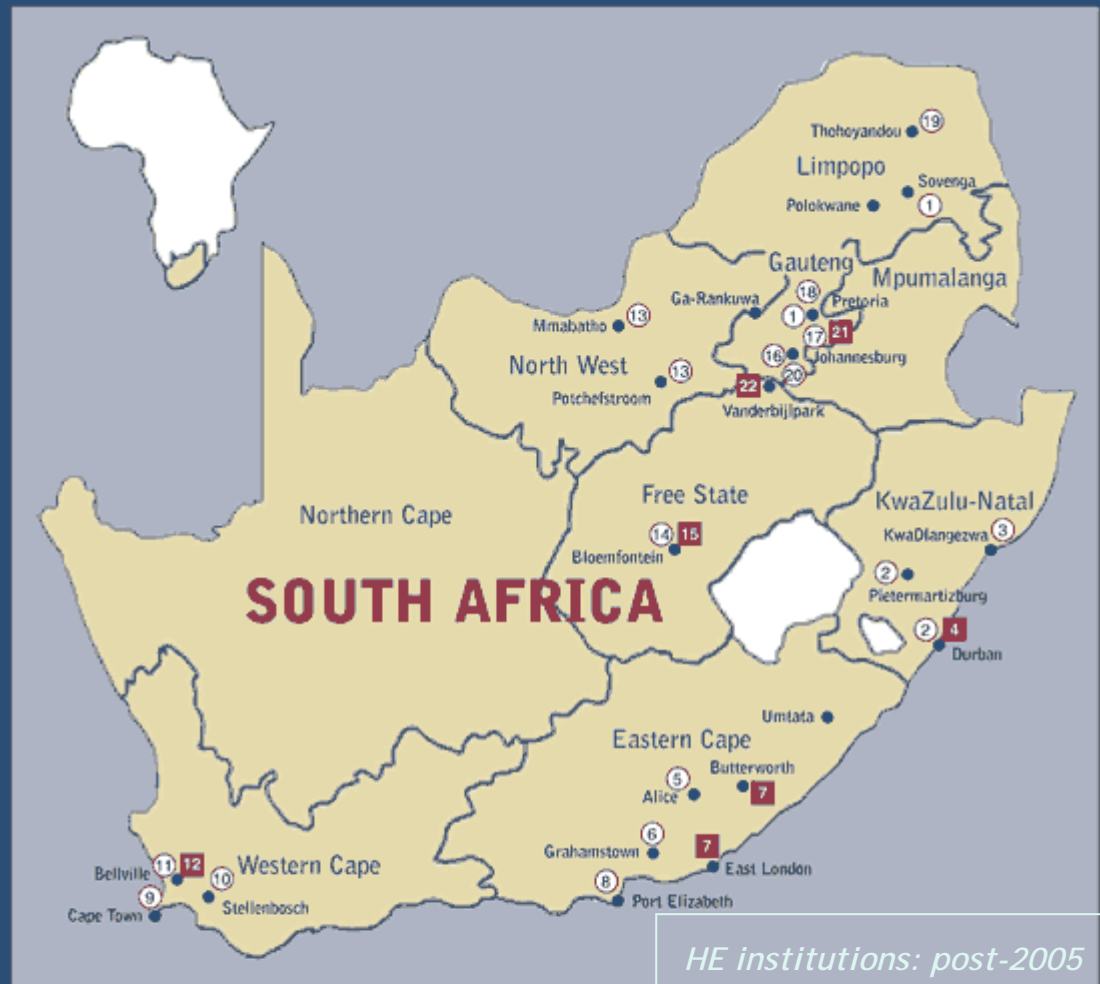 Thohoyandou
19
Limpopo
Sovenga
Polokwane
1
Gauteng
Mpumalanga
18
Ga-Rankuwa
Pretoria
1
Mmabatho
13
17
21
16
Johannesburg
North West
13
20
Potchefstroom
22
Vanderbijlpark
Free State
KwaZulu-Natal
Northern Cape
14
15
KwaDlangezwa
3
Bloemfontein
2
Pietermartizburg
SOUTH AFRICA
2
4
Durban
Umtata
Eastern Cape
Butterworth
5
Alice
7
6
Grahamstown
7
East London
11
12
Western Cape
Bellville
10
8
9
Stellenbosch
Port Elizabeth
Cape Town
HE institutions: post-2005